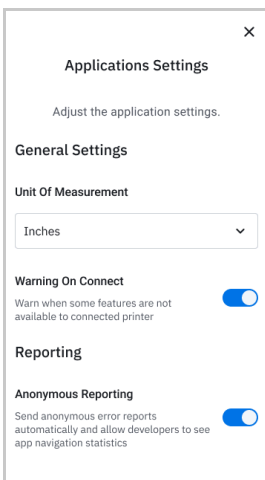 Applications Settings
Adjust the application settings.
General Settings
Unit Of Measurement
Inches
Warning On Connect
Warn when some features are not
available to connected printer
Reporting
Anonymous Reporting
Send anonymous error reports
automatically and allow developers to see
app navigation statistics